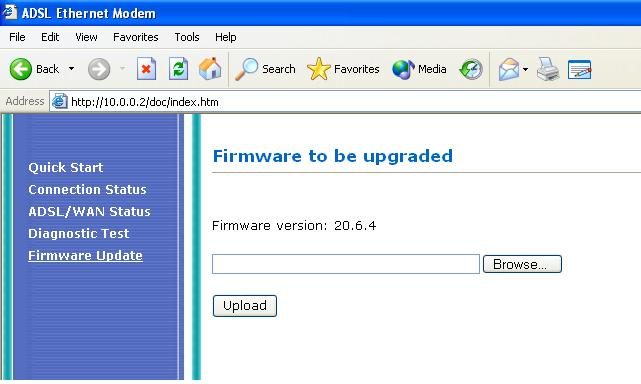 ADSL Ethernet Modem
File Edit View Favorites Tools Help
Back Search Favorites Media
Address http://10.0.0.2/doc/index.htm
Quick Start
Connection Status
ADSL/WAN Status
Diagnostic Test
Firmware Update
Firmware to be upgraded
Firmware version: 20.6.4
Browse...
Upload